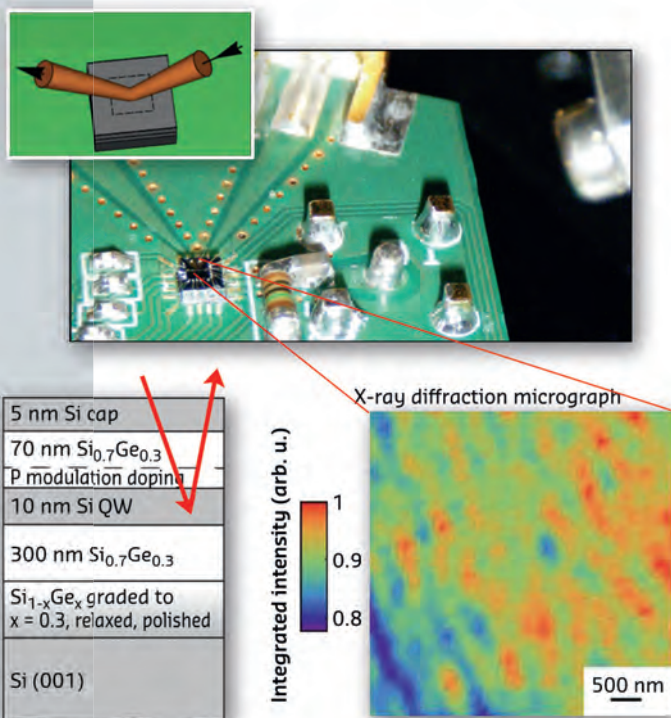 5 nm Si cap
70 nm Si₀.₇Ge₀.₃
P modulation doping
10 nm Si QW
300 nm Si₀.₇Ge₀.₃
Si₁₋ₓGeₓ graded to
x = 0.3, relaxed, polished
Si (001)
Integrated intensity (arb. u.)
1
0.9
0.8
X-ray diffraction micrograph
500 nm